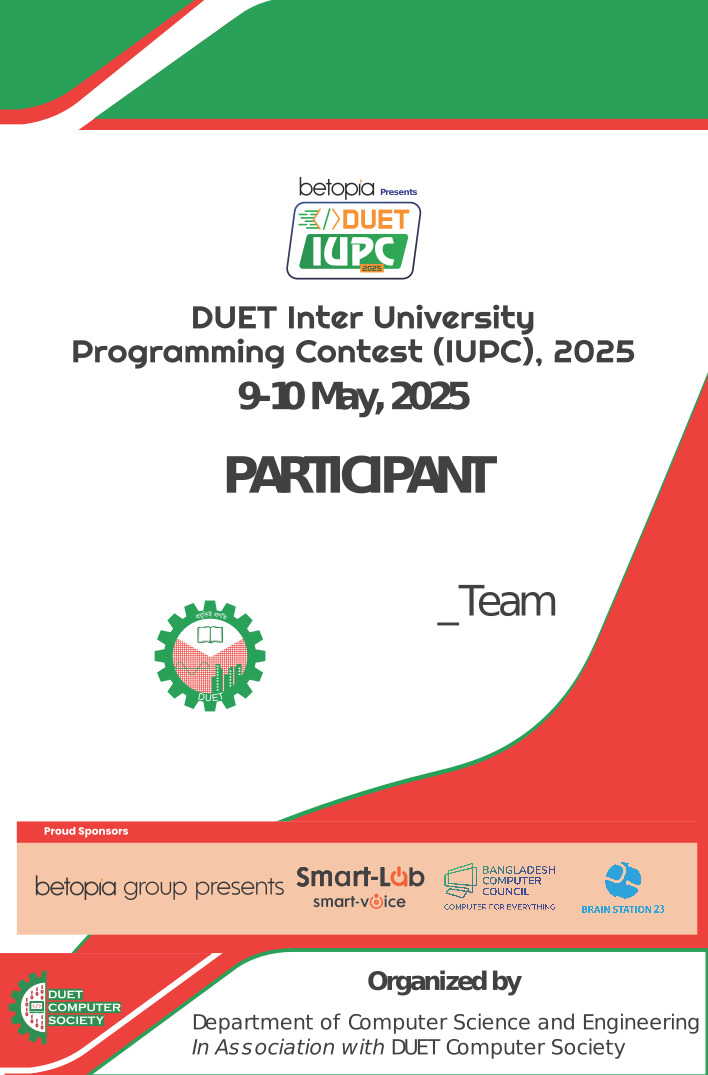 betopia Presents
</>DUET
IUPC
2025
DUET Inter University
Programming Contest (IUPC), 2025
9-10 May, 2025
PARTICIPANT
_Team
DUET
Proud Sponsors
betopia group presents
Smart-Lab
smart-voice
BANGLADESH
COMPUTER
COUNCIL
COMPUTER FOR EVERYTHING
BRAIN STATION 23
DUET
COMPUTER
SOCIETY
Organized by
Department of Computer Science and Engineering
In Association with DUET Computer Society